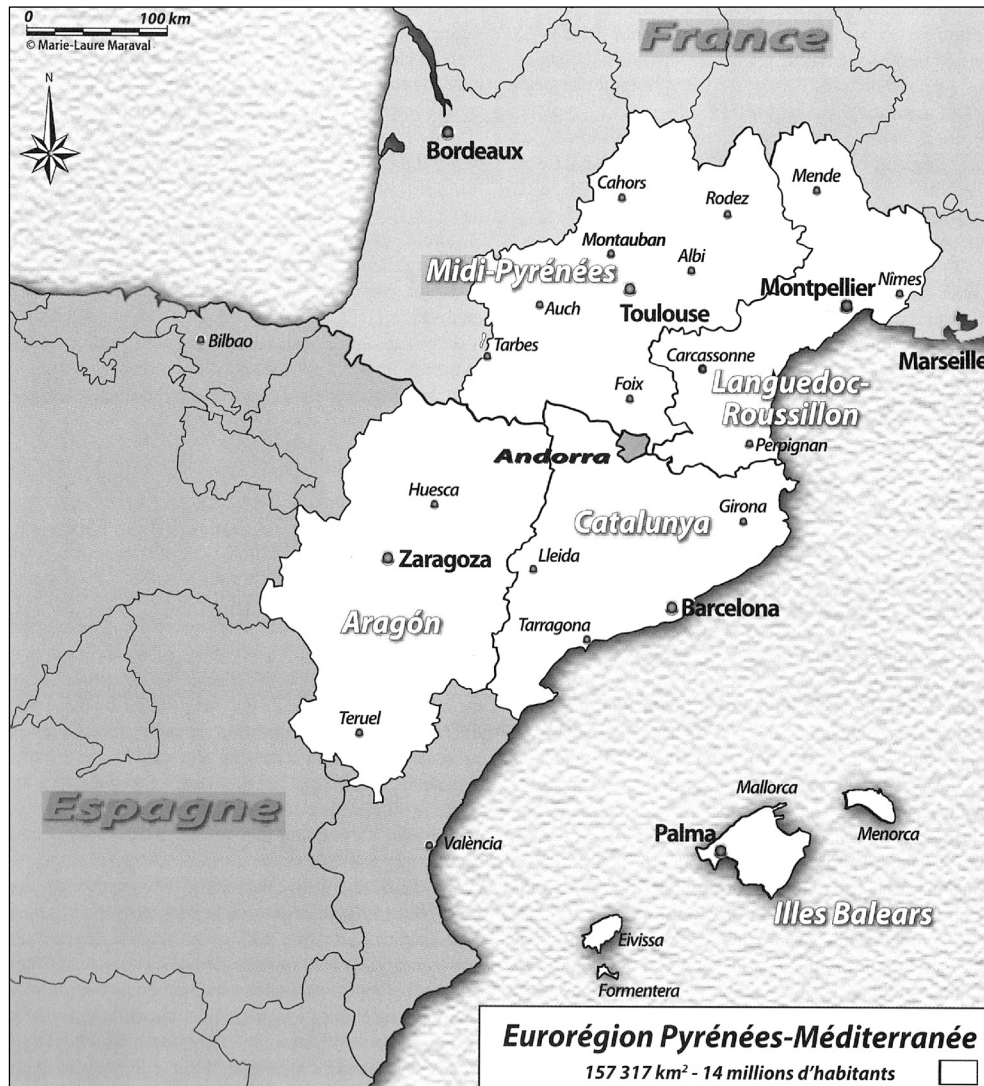 0 100 km
© Marie-Laure Maraval
N
France
Bordeaux
Cahors
Rodez
Mende
Montauban
Albi
Midi-Pyrénées
Montpellier
Nîmes
Auch
Toulouse
Bilbao
Tarbes
Carcassonne
Marseille
Foix
Languedoc-
Roussillon
Perpignan
Andorra
Huesca
Girona
Catalunya
Zaragoza
Lleida
Barcelona
Aragón
Tarragona
Teruel
Espagne
Mallorca
Palma
Menorca
València
Illes Balears
Eivissa
Formentera
Eurorégion Pyrénées-Méditerranée
157 317 km² - 14 millions d'habitants